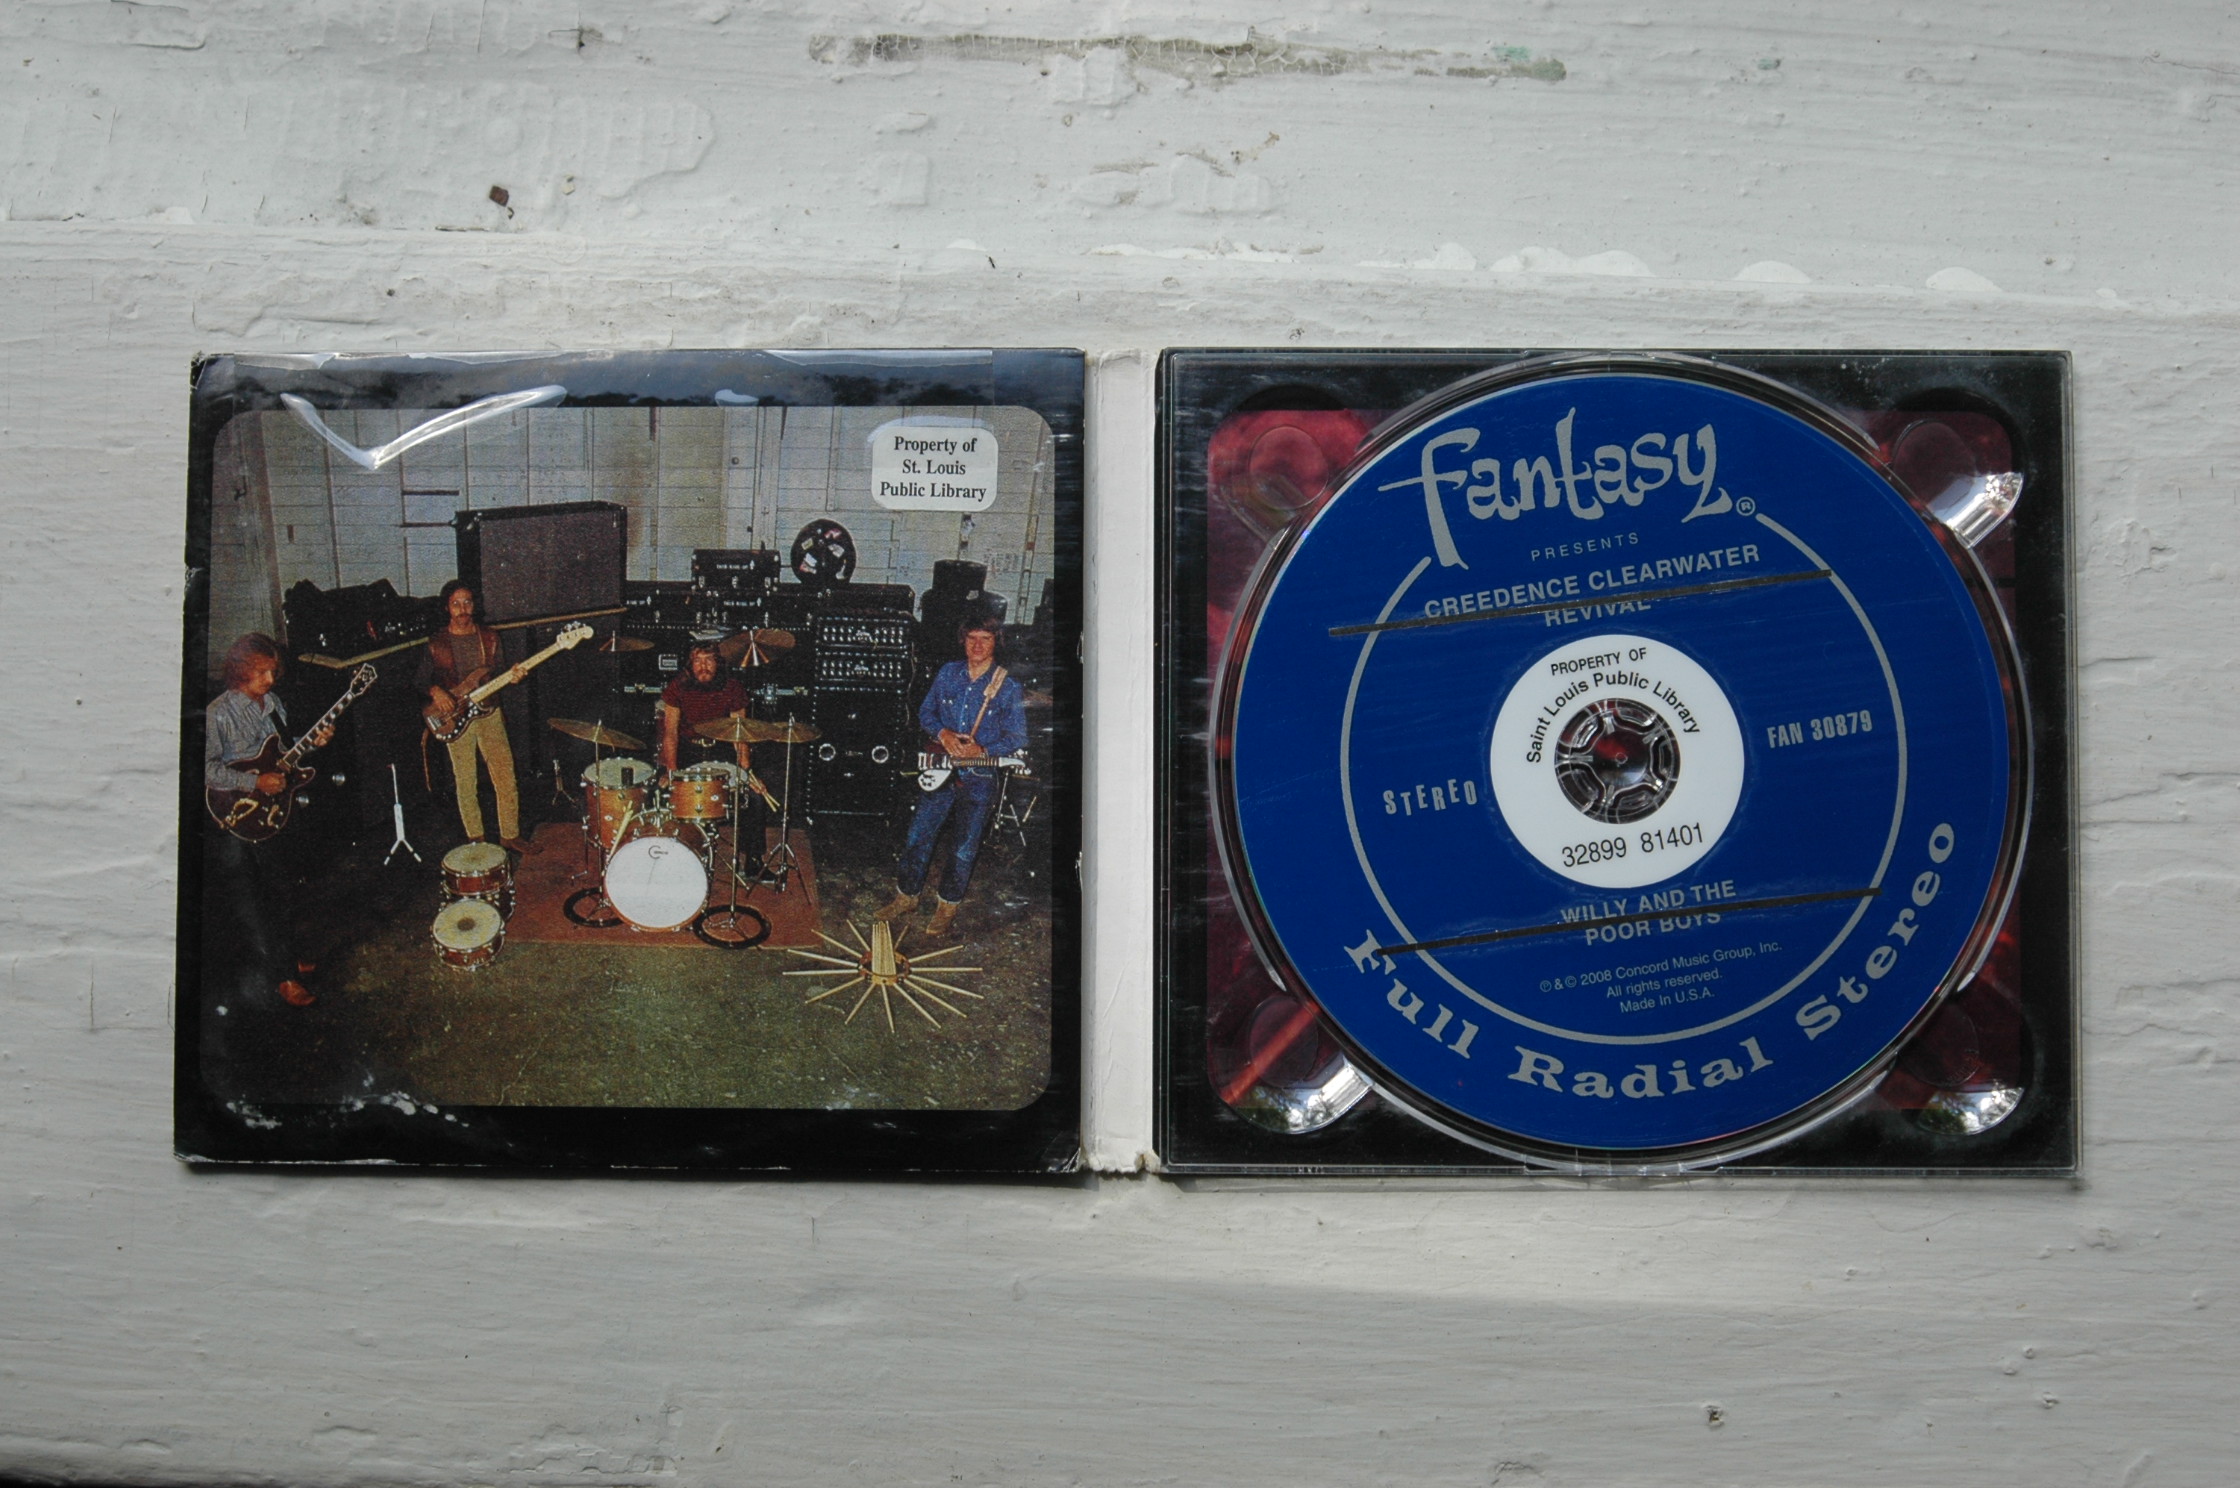 Property of
St. Louis
Public Library
Fantasy®
PRESENTS
CREEDENCE CLEARWATER
REVIVAL
PROPERTY OF
Saint Louis Public Library
FAN 30879
STEREO
32899 81401
WILLY AND THE
POOR BOYS
℗ & © 2008 Concord Music Group, Inc.
All rights reserved.
Made In U.S.A.
Full Radial Stereo